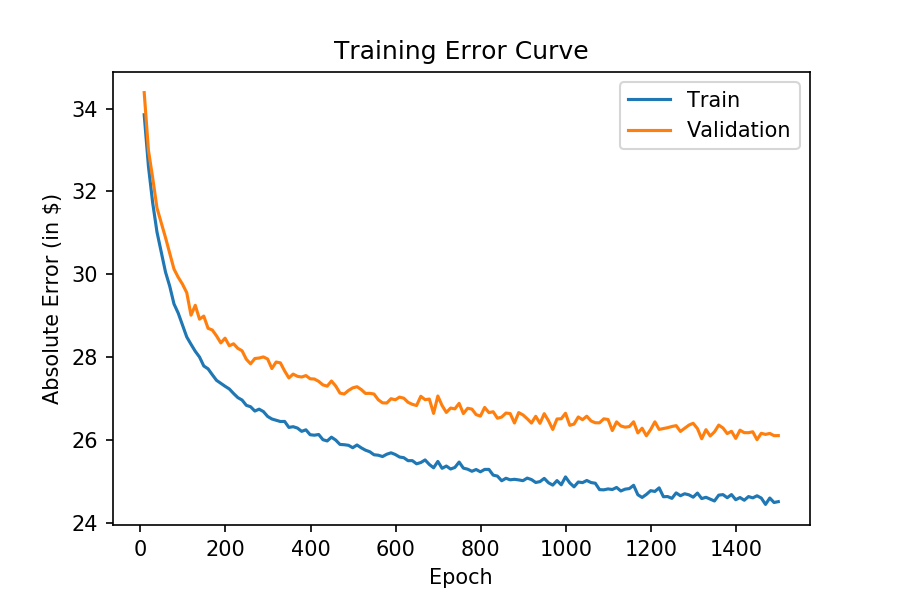 Training Error Curve
Train
Validation
34
32
30
28
26
24
Absolute Error (in $)
0 200 400 600 800 1000 1200 1400
Epoch